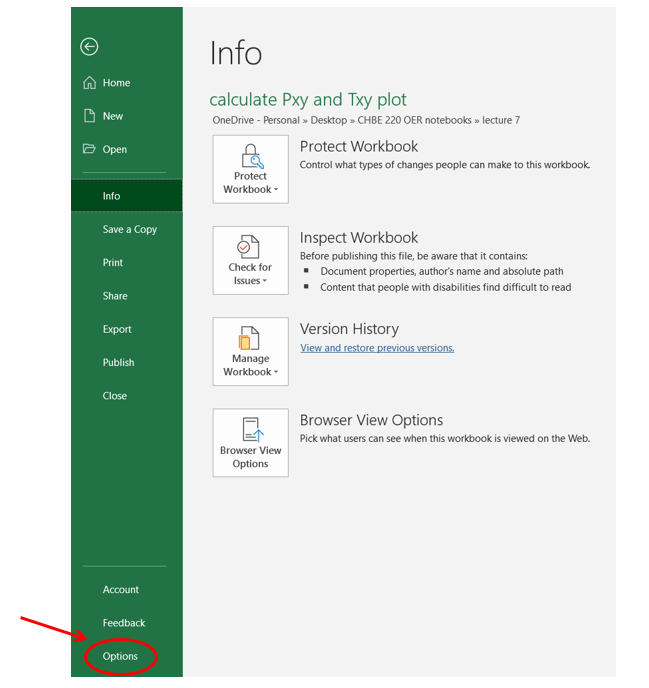 Info
Home
New
Open
Info
Save a Copy
Print
Share
Export
Publish
Close
Account
Feedback
Options
calculate Pxy and Txy plot
OneDrive - Personal » Desktop » CHBE 220 OER notebooks » lecture 7
Protect
Workbook
Protect Workbook
Control what types of changes people can make to this workbook.
Check for
Issues
Inspect Workbook
Before publishing this file, be aware that it contains:
Document properties, author's name and absolute path
Content that people with disabilities find difficult to read
Manage
Workbook
Version History
View and restore previous versions.
Browser View
Options
Browser View Options
Pick what users can see when this workbook is viewed on the Web.